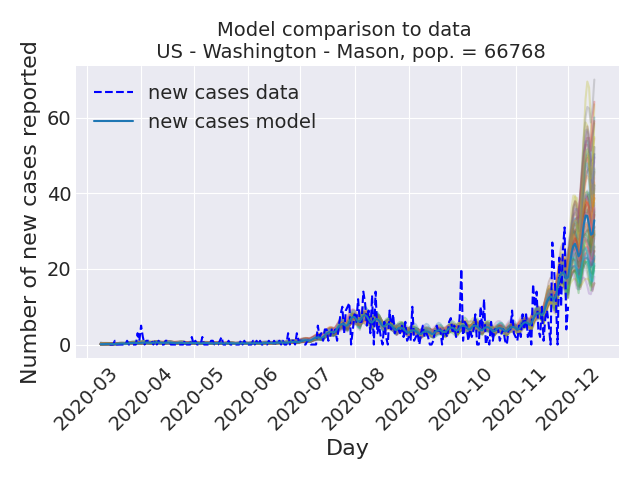 Model comparison to data
US - Washington - Mason, pop. = 66768
Number of new cases reported
new cases data
new cases model
60
40
20
0
2020-03
2020-04
2020-05
2020-06
2020-07
2020-08
2020-09
2020-10
2020-11
2020-12
Day